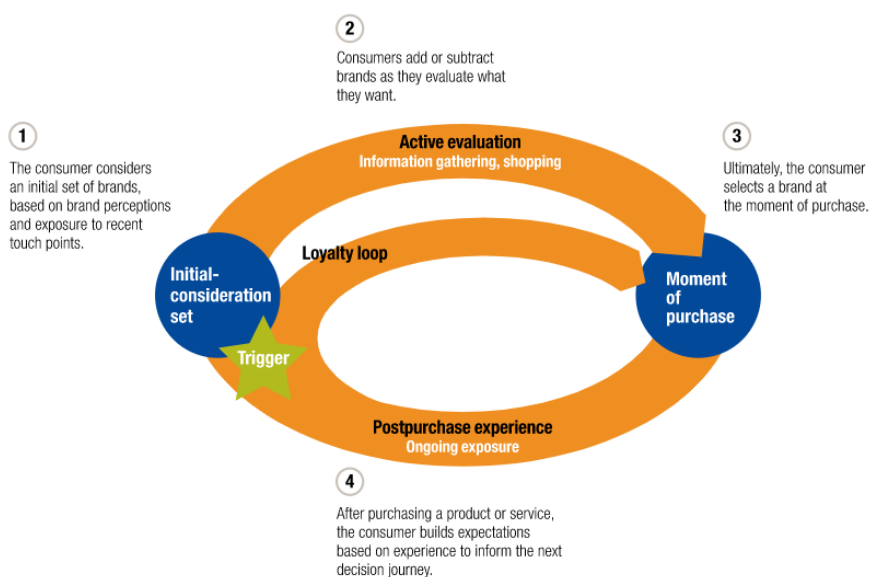 2
Consumers add or subtract
brands as they evaluate what
they want.
1
The consumer considers
an initial set of brands,
based on brand perceptions
and exposure to recent
touch points.
3
Ultimately, the consumer
selects a brand at
the moment of purchase.
Active evaluation
Information gathering, shopping
Loyalty loop
Initial-
consideration
set
Trigger
Moment
of
purchase
Postpurchase experience
Ongoing exposure
4
After purchasing a product or service,
the consumer builds expectations
based on experience to inform the next
decision journey.